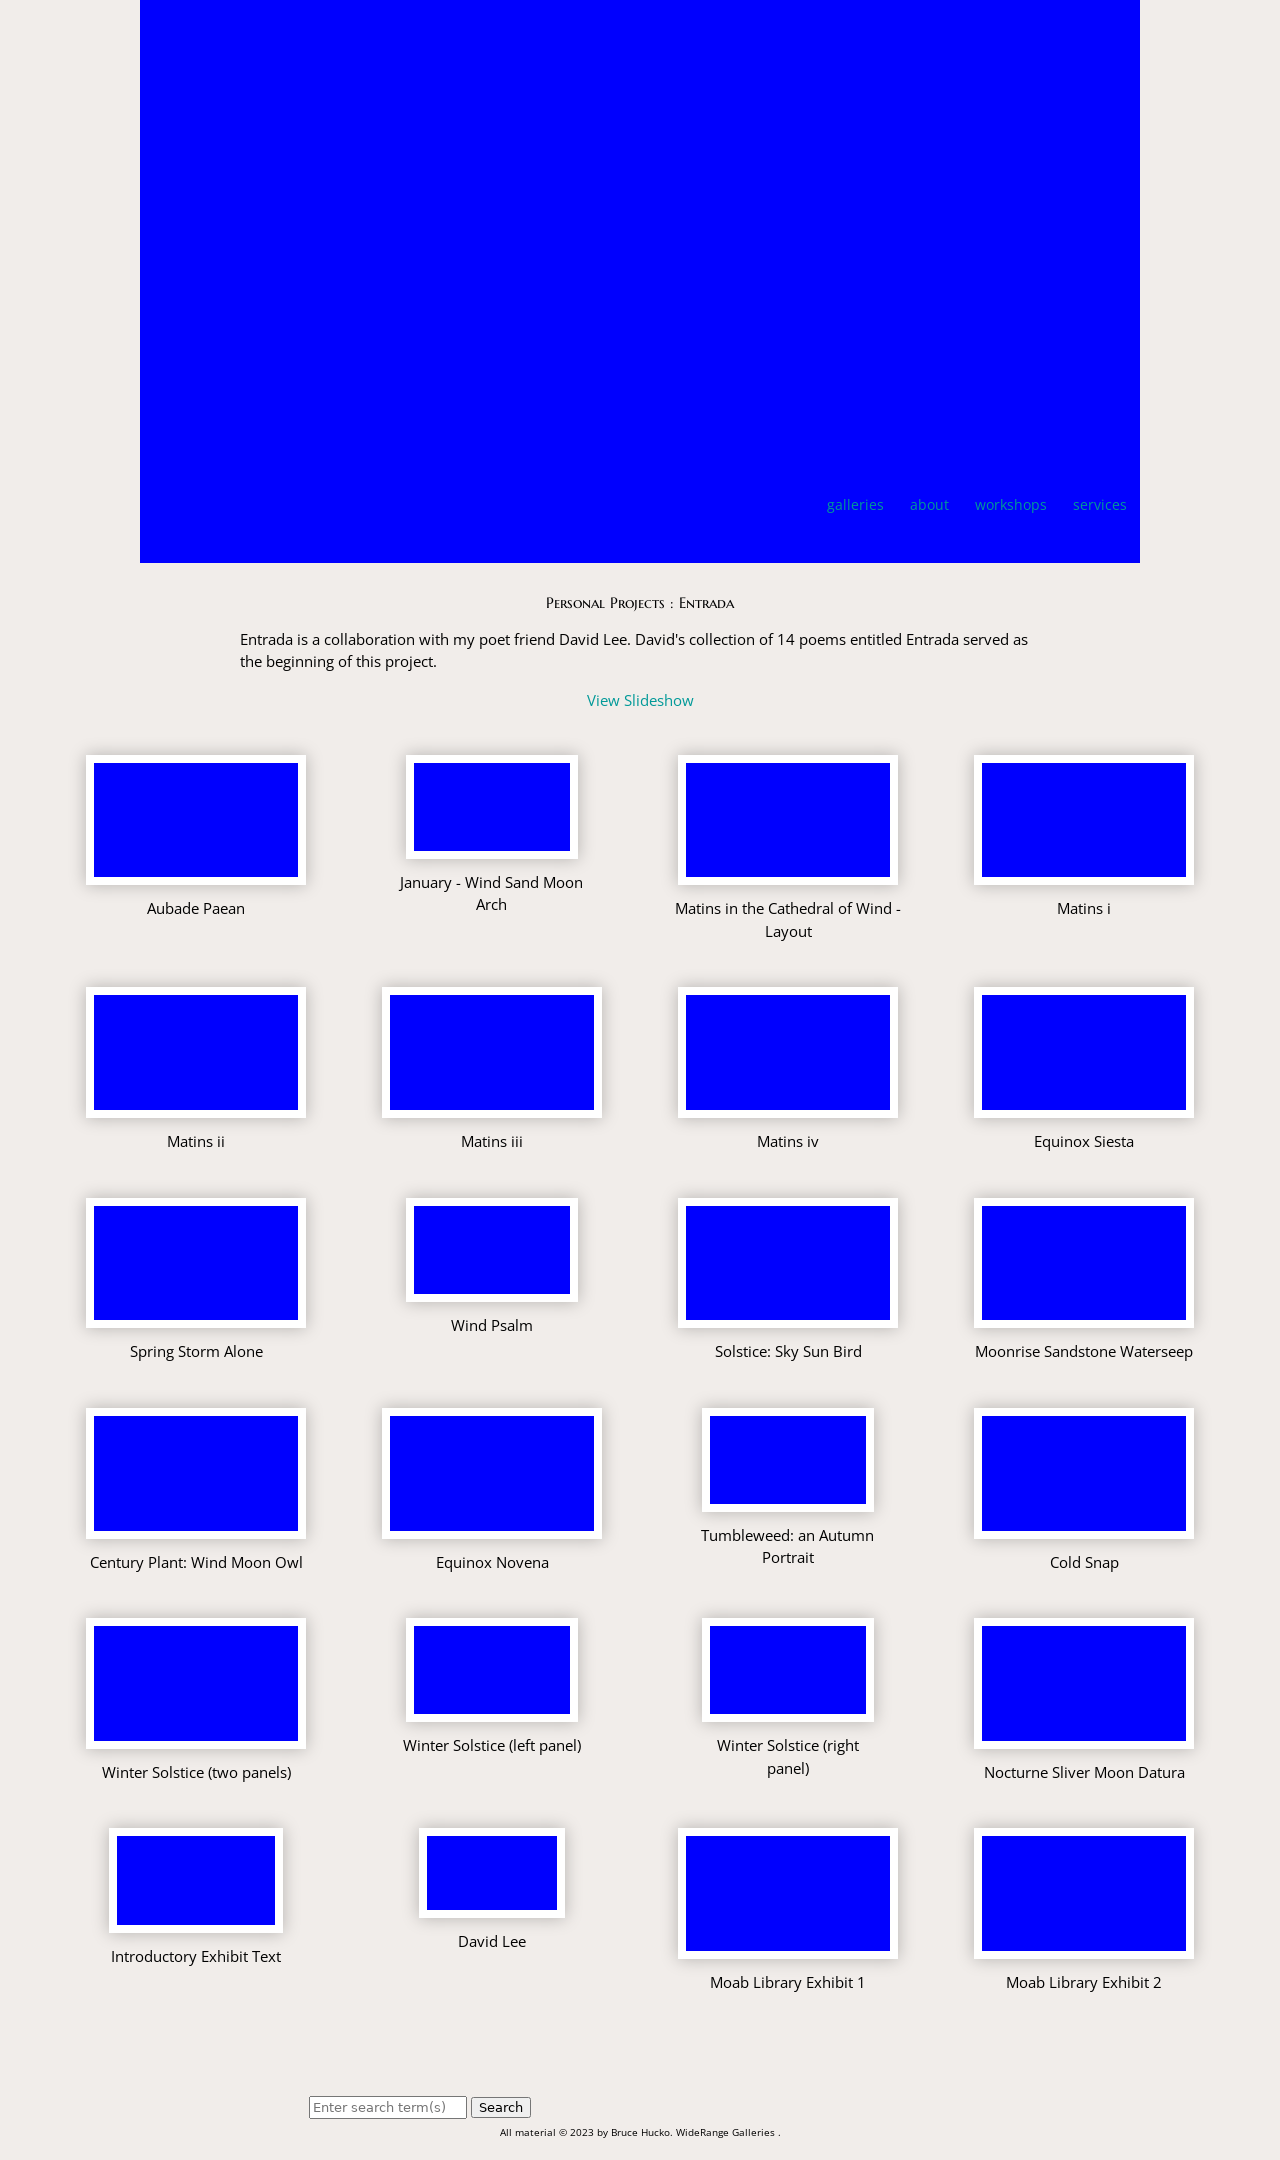 galleries about workshops services
Personal Projects : Entrada
Entrada is a collaboration with my poet friend David Lee. David's collection of 14 poems entitled Entrada served as
the beginning of this project.
View Slideshow
Aubade Paean
January - Wind Sand Moon
Arch
Matins in the Cathedral of Wind -
Layout
Matins i
Matins ii
Matins iii
Matins iv
Equinox Siesta
Spring Storm Alone
Wind Psalm
Solstice: Sky Sun Bird
Moonrise Sandstone Waterseep
Century Plant: Wind Moon Owl
Equinox Novena
Tumbleweed: an Autumn
Portrait
Cold Snap
Winter Solstice (two panels)
Winter Solstice (left panel)
Winter Solstice (right
panel)
Nocturne Sliver Moon Datura
Introductory Exhibit Text
David Lee
Moab Library Exhibit 1
Moab Library Exhibit 2
Enter search term(s) Search
All material © 2023 by Bruce Hucko. WideRange Galleries .